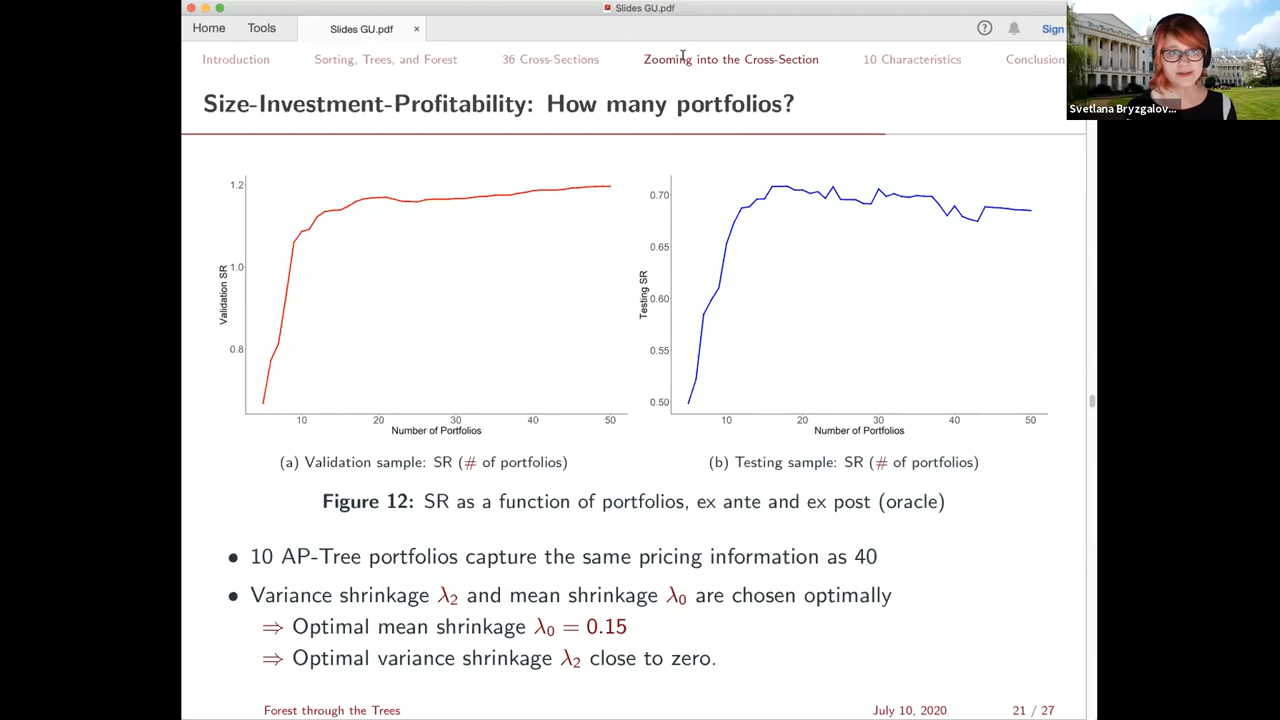 Slides GU.pdf
Home Tools Slides GU.pdf × Sign
Introduction Sorting, Trees, and Forest 36 Cross-Sections Zooming into the Cross-Section 10 Characteristics Conclusion
Svetlana Bryzgalov...
Size-Investment-Profitability: How many portfolios?
1.2
1.0
0.8
Validation SR
10 20 30 40 50
Number of Portfolios
0.70
0.65
0.60
0.55
0.50
Testing SR
10 20 30 40 50
Number of Portfolios
(a) Validation sample: SR (# of portfolios)
(b) Testing sample: SR (# of portfolios)
Figure 12: SR as a function of portfolios, ex ante and ex post (oracle)
• 10 AP-Tree portfolios capture the same pricing information as 40
• Variance shrinkage λ₂ and mean shrinkage λ₀ are chosen optimally
⇒ Optimal mean shrinkage λ₀ = 0.15
⇒ Optimal variance shrinkage λ₂ close to zero.
Forest through the Trees July 10, 2020 21 / 27